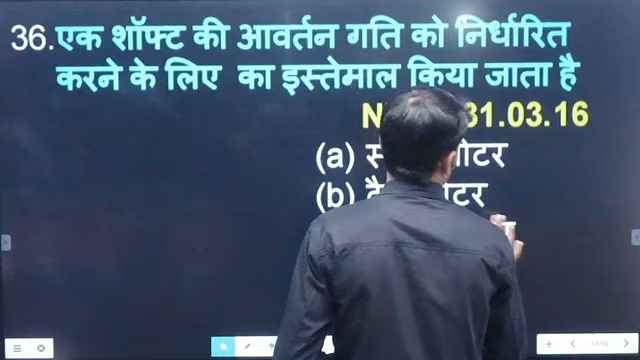 36. एक शॉफ्ट की आवर्तन गति को निर्धारित
करने के लिए का इस्तेमाल किया जाता है
31.03.16
(a)
(b)